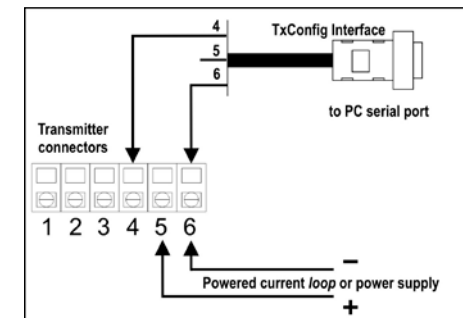 4
TxConfig Interface
5
6
to PC serial port
Transmitter
connectors
1 2 3 4 5 6
−
Powered current loop or power supply
+